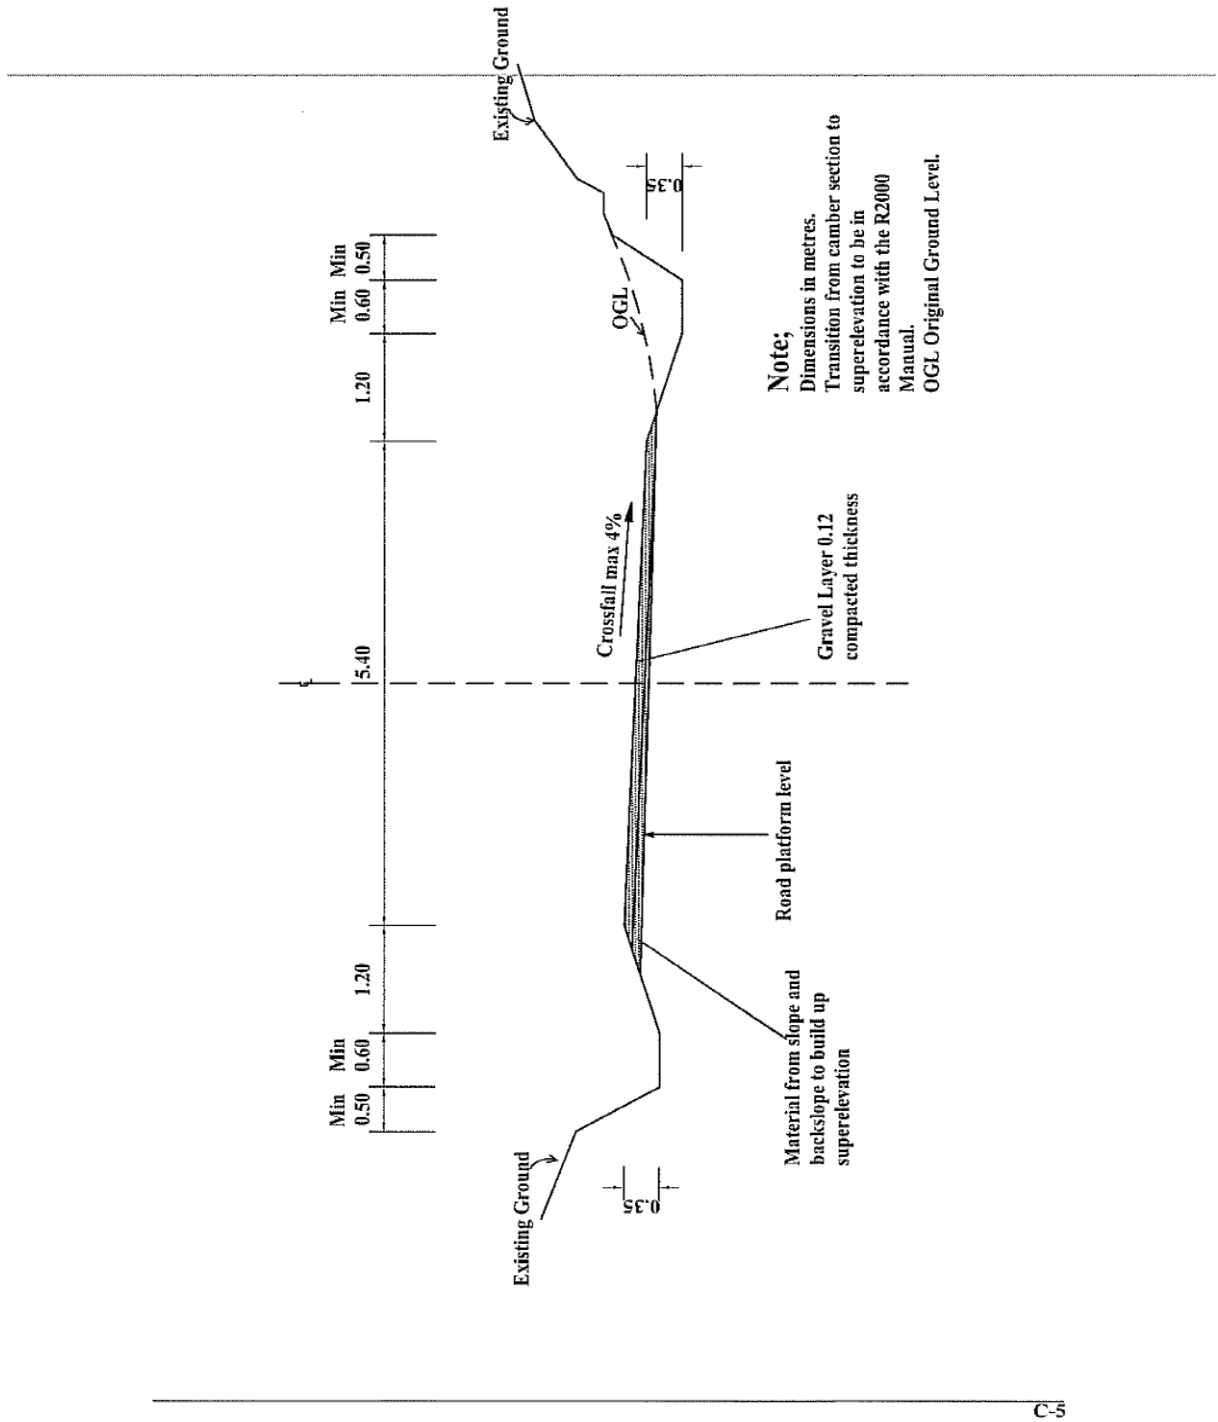 Existing Ground
Min
0.50
Min
0.60
1.20
5.40
1.20
Min
0.60
Min
0.50
Existing Ground
0.35
0.35
OGL
Crossfall max 4%
Gravel Layer 0.12
compacted thickness
Road platform level
Material from slope and
backslope to build up
superelevation
Note;
Dimensions in metres.
Transition from camber section to
superelevation to be in
accordance with the R2000
Manual.
OGL Original Ground Level.
C-5